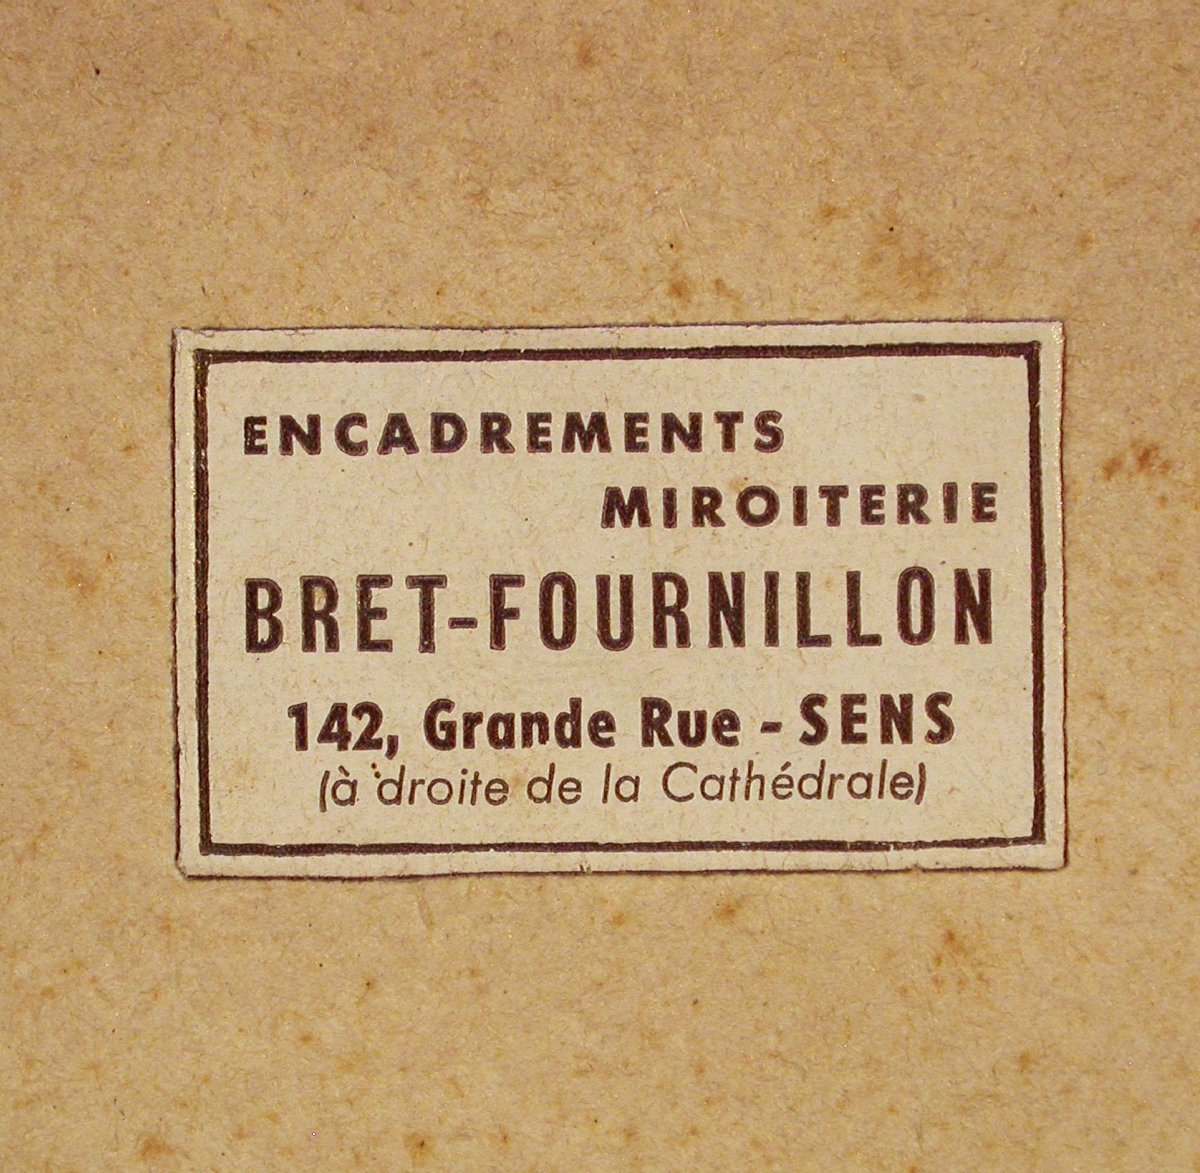 ENCADREMENTS
MIROITERIE
BRET-FOURNILLON
142, Grande Rue - SENS
(à droite de la Cathédrale)